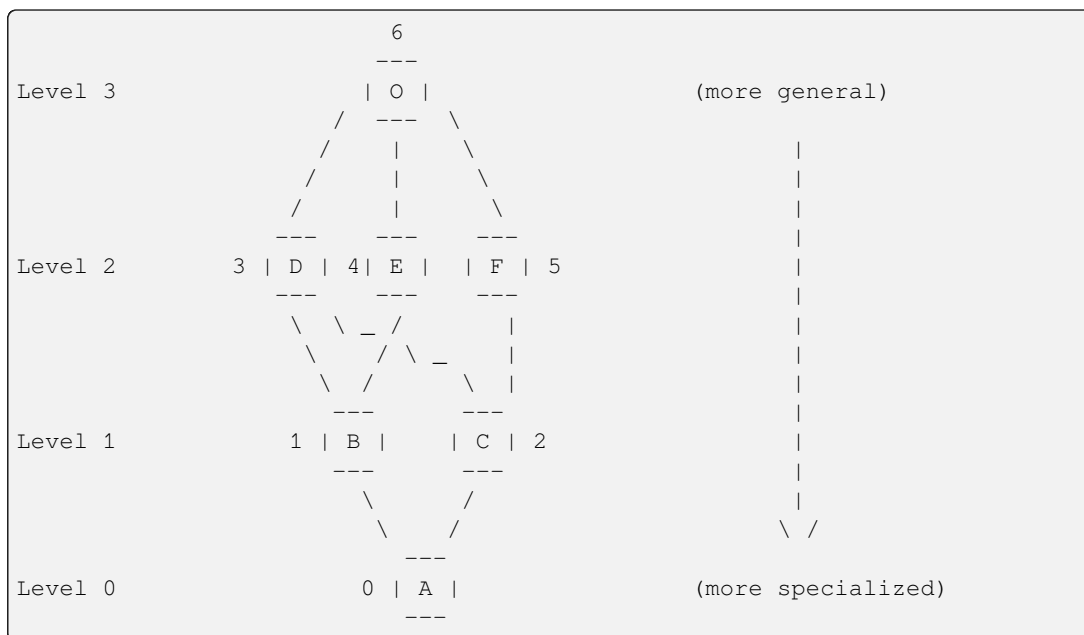 6
                         ---
Level 3                 | O |                  (more general)
                      /  ---  \
                     /    |    \                      |
                    /     |     \                     |
                   /      |      \                    |
                  ---    ---    ---                   |
Level 2        3 | D | 4| E |  | F | 5                |
                  ---    ---    ---                   |
                   \  \ _ /       |                   |
                    \    / \ _    |                   |
                     \  /      \  |                   |
                      ---      ---                    |
Level 1            1 | B |    | C | 2                 |
                      ---      ---                    |
                        \      /                      |
                         \    /                      \ /
                           ---
Level 0                 0 | A |                (more specialized)
                           ---